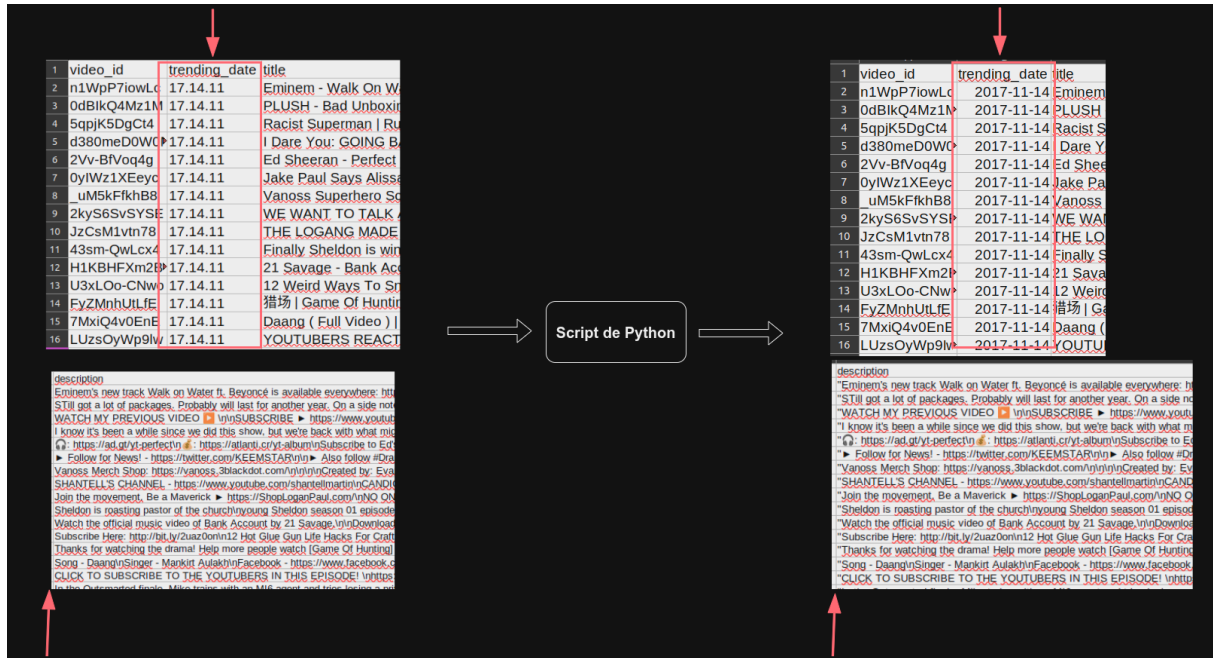 1 video_id trending_date title
2 n1WpP7iowLc 17.14.11 Eminem - Walk On W
3 0dBIkQ4Mz1M 17.14.11 PLUSH - Bad Unboxin
4 5qpjK5DgCt4 17.14.11 Racist Superman | Ru
5 d380meD0W0 17.14.11 I Dare You: GOING BA
6 2Vv-BfVoq4g 17.14.11 Ed Sheeran - Perfect
7 0yIWz1XEeyc 17.14.11 Jake Paul Says Alissa
8 _uM5kFfkhB8 17.14.11 Vanoss Superhero Sc
9 2kyS6SvSYSE 17.14.11 WE WANT TO TALK A
10 JzCsM1vtn78 17.14.11 THE LOGANG MADE
11 43sm-QwLcx4 17.14.11 Finally Sheldon is win
12 H1KBHFXm2B 17.14.11 21 Savage - Bank Acc
13 U3xLOo-CNwo 17.14.11 12 Weird Ways To Sn
14 FyZMnhUtLfE 17.14.11 猎场 | Game Of Huntin
15 7MxiQ4v0EnE 17.14.11 Daang ( Full Video ) |
16 LUzsOyWp9lw 17.14.11 YOUTUBERS REACT
description
Eminem's new track Walk on Water ft. Beyoncé is available everywhere: htt
STill got a lot of packages. Probably will last for another year. On a side note
WATCH MY PREVIOUS VIDEO ▶ \n\nSUBSCRIBE ► https://www.youtub
I know it's been a while since we did this show, but we're back with what mig
🎧: https://ad.gt/yt-perfect\n💰: https://atlanti.cr/yt-album\nSubscribe to Ed's
► Follow for News! - https://twitter.com/KEEMSTAR\n\n► Also follow #Dra
Vanoss Merch Shop: https://vanoss.3blackdot.com/\n\n\n\nCreated by: Eva
SHANTELL'S CHANNEL - https://www.youtube.com/shantellmartin\nCANDIC
Join the movement. Be a Maverick ► https://ShopLoganPaul.com/\nNO ON
Sheldon is roasting pastor of the church\nyoung Sheldon season 01 episode
Watch the official music video of Bank Account by 21 Savage.\n\nDownload
Subscribe Here: http://bit.ly/2uaz0on\n12 Hot Glue Gun Life Hacks For Craft
Thanks for watching the drama! Help more people watch [Game Of Hunting]
Song - Daang\nSinger - Mankirt Aulakh\nFacebook - https://www.facebook.c
CLICK TO SUBSCRIBE TO THE YOUTUBERS IN THIS EPISODE! \nhttps:
Script de Python
1 video_id trending_date title
2 n1WpP7iowLc 2017-11-14 Eminem
3 0dBIkQ4Mz1M 2017-11-14 PLUSH
4 5qpjK5DgCt4 2017-11-14 Racist S
5 d380meD0W0 2017-11-14 Dare Y
6 2Vv-BfVoq4g 2017-11-14 Ed Shee
7 0yIWz1XEeyc 2017-11-14 Jake Pa
8 _uM5kFfkhB8 2017-11-14 Vanoss
9 2kyS6SvSYSE 2017-11-14 WE WAN
10 JzCsM1vtn78 2017-11-14 THE LO
11 43sm-QwLcx4 2017-11-14 Finally S
12 H1KBHFXm2B 2017-11-14 21 Sava
13 U3xLOo-CNwo 2017-11-14 12 Weird
14 FyZMnhUtLfE 2017-11-14 猎场 | Ga
15 7MxiQ4v0EnE 2017-11-14 Daang (
16 LUzsOyWp9lw 2017-11-14 YOUTU
description
"Eminem's new track Walk on Water ft. Beyoncé is available everywhere: ht
"STill got a lot of packages. Probably will last for another year. On a side no
"WATCH MY PREVIOUS VIDEO ▶ \n\nSUBSCRIBE ► https://www.youtu
"I know it's been a while since we did this show, but we're back with what m
"🎧: https://ad.gt/yt-perfect\n💰: https://atlanti.cr/yt-album\nSubscribe to Ed
"► Follow for News! - https://twitter.com/KEEMSTAR\n\n► Also follow #Dr
"Vanoss Merch Shop: https://vanoss.3blackdot.com/\n\n\n\nCreated by: Ev
"SHANTELL'S CHANNEL - https://www.youtube.com/shantellmartin\nCAND
"Join the movement. Be a Maverick ► https://ShopLoganPaul.com/\nNO O
"Sheldon is roasting pastor of the church\nyoung Sheldon season 01 episod
"Watch the official music video of Bank Account by 21 Savage.\n\nDownloa
"Subscribe Here: http://bit.ly/2uaz0on\n12 Hot Glue Gun Life Hacks For Cra
"Thanks for watching the drama! Help more people watch [Game Of Hunting
"Song - Daang\nSinger - Mankirt Aulakh\nFacebook - https://www.facebook.
"CLICK TO SUBSCRIBE TO THE YOUTUBERS IN THIS EPISODE! \nhttp